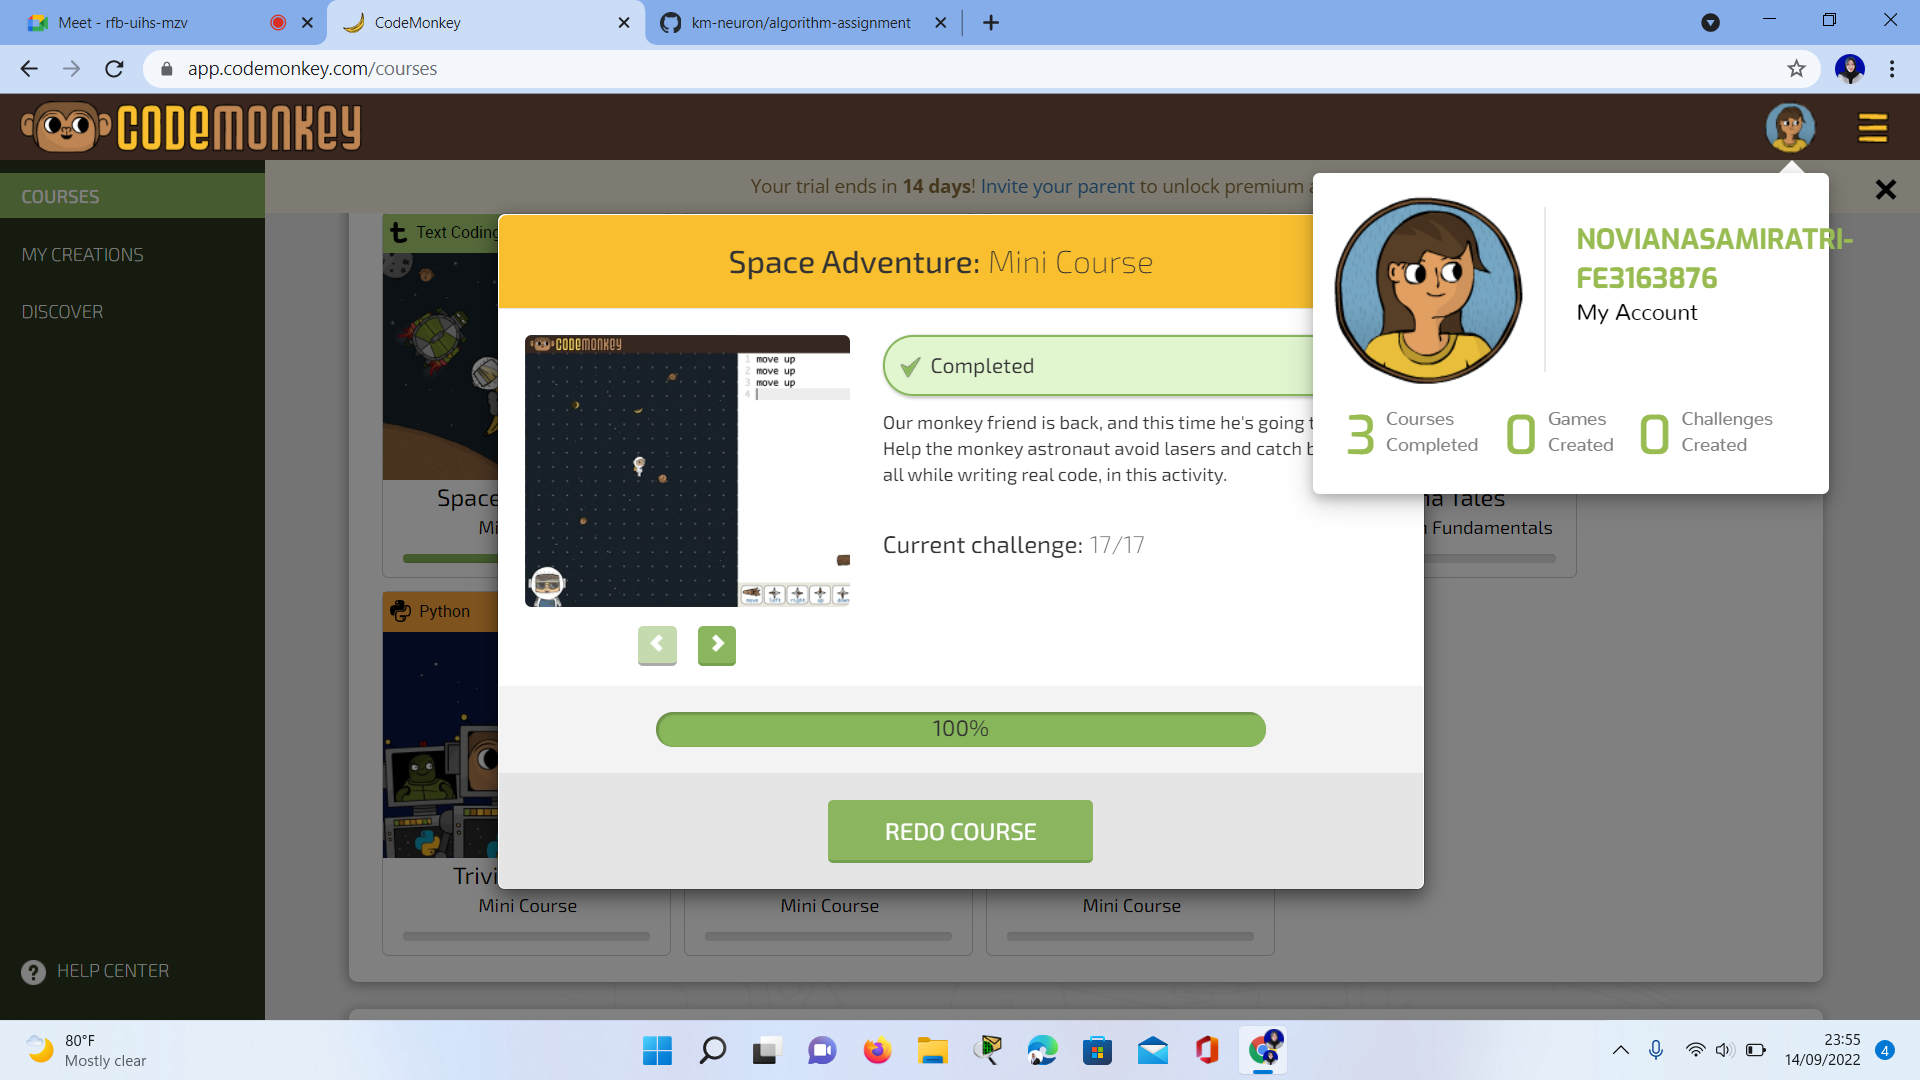 Meet - rfb-uihs-mzv
CodeMonkey
km-neuron/algorithm-assignment
app.codemonkey.com/courses
CODEMONKEY
COURSES
MY CREATIONS
DISCOVER
HELP CENTER
Your trial ends in 14 days! Invite your parent to unlock premium
NOVIANASAMIRATRI-
FE3163876
My Account
3 Courses Completed
0 Games Created
0 Challenges Created
Text Coding
Space Adventure: Mini Course
CODEMONKEY
1 move up
2 move up
3 move up
4
move left right up down
Completed
Our monkey friend is back, and this time he's going
Help the monkey astronaut avoid lasers and catch
all while writing real code, in this activity.
Current challenge: 17/17
100%
REDO COURSE
Space
Mi
Tales
Fundamentals
Python
Trivi
Mini Course
Mini Course
Mini Course
80°F
Mostly clear
23:55
14/09/2022
4